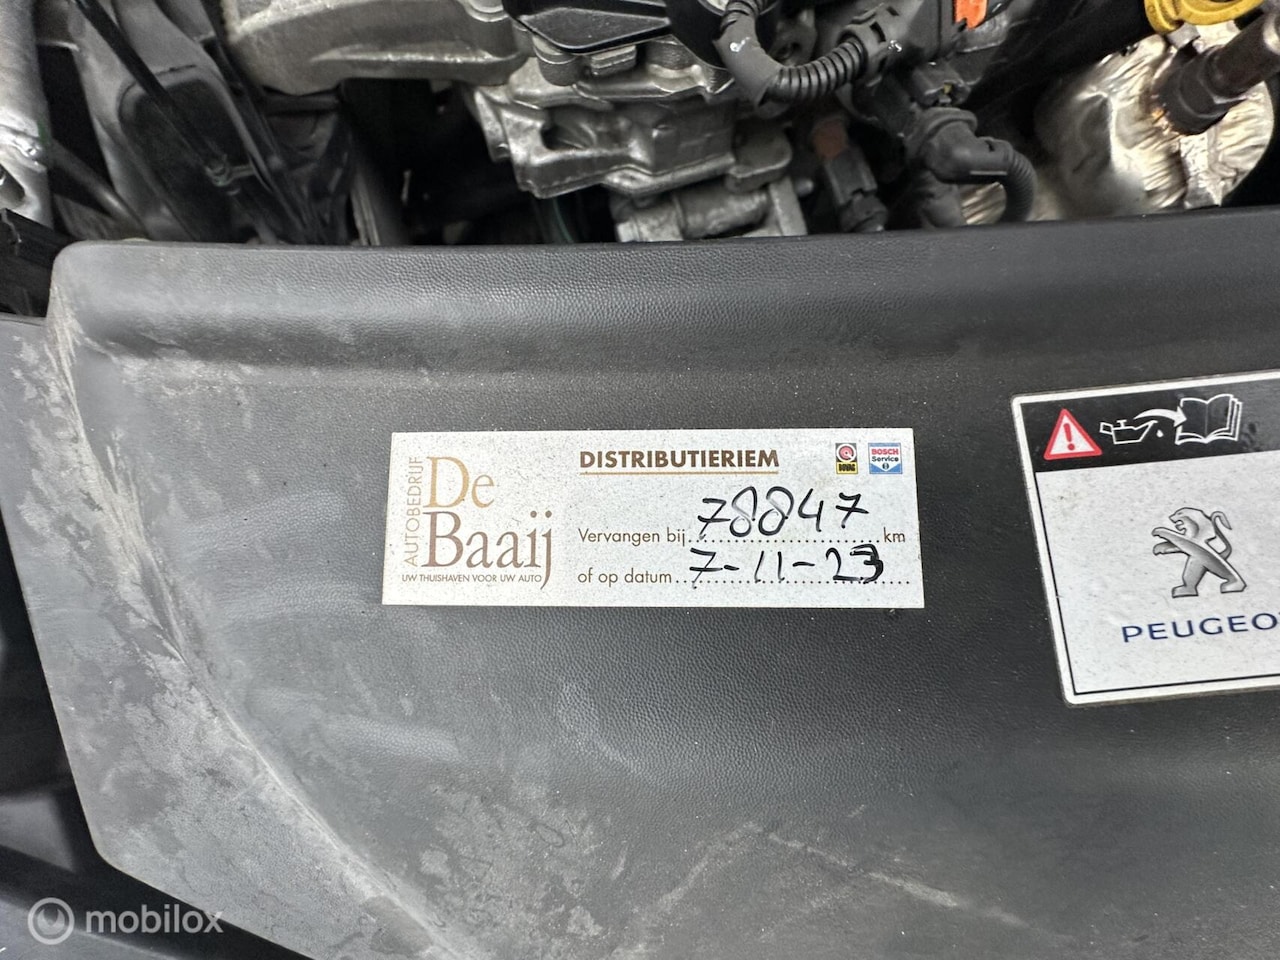 AUTOBEDRIJF
De
Baaij
UW THUISHAVEN VOOR UW AUTO
DISTRIBUTIERIEM
BOVAG
BOSCH
Service
Vervangen bij 78847 km
of op datum 7-11-23
PEUGEO
mobilox